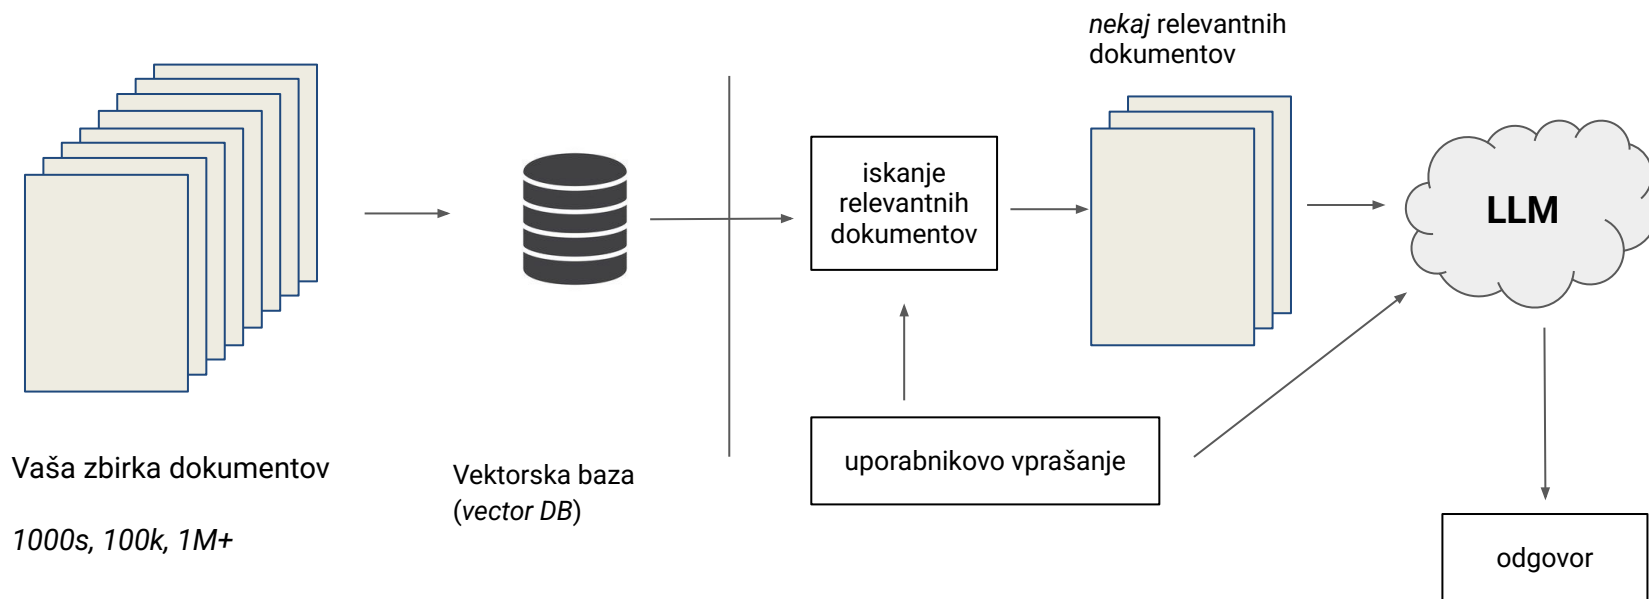 Vaša zbirka dokumentov
1000s, 100k, 1M+
Vektorska baza
(vector DB)
iskanje
relevantnih
dokumentov
uporabnikovo vprašanje
nekaj relevantnih
dokumentov
LLM
odgovor